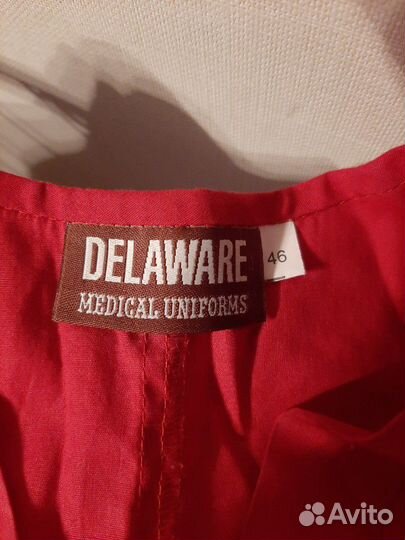 DELAWARE
MEDICAL UNIFORMS
46
Avito